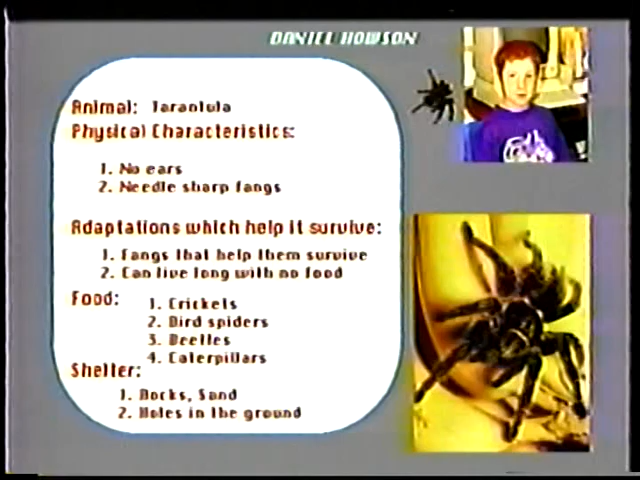 DANIEL HOWSON
Animal: Tarantula
Physical Characteristics:
1. No ears
2. Needle sharp fangs
Adaptations which help it survive:
1. Fangs that help them survive
2. Can live long with no food
Food:
1. Crickets
2. Bird spiders
3. Beetles
4. Caterpillars
Shelter:
1. Rocks, Sand
2. Holes in the ground